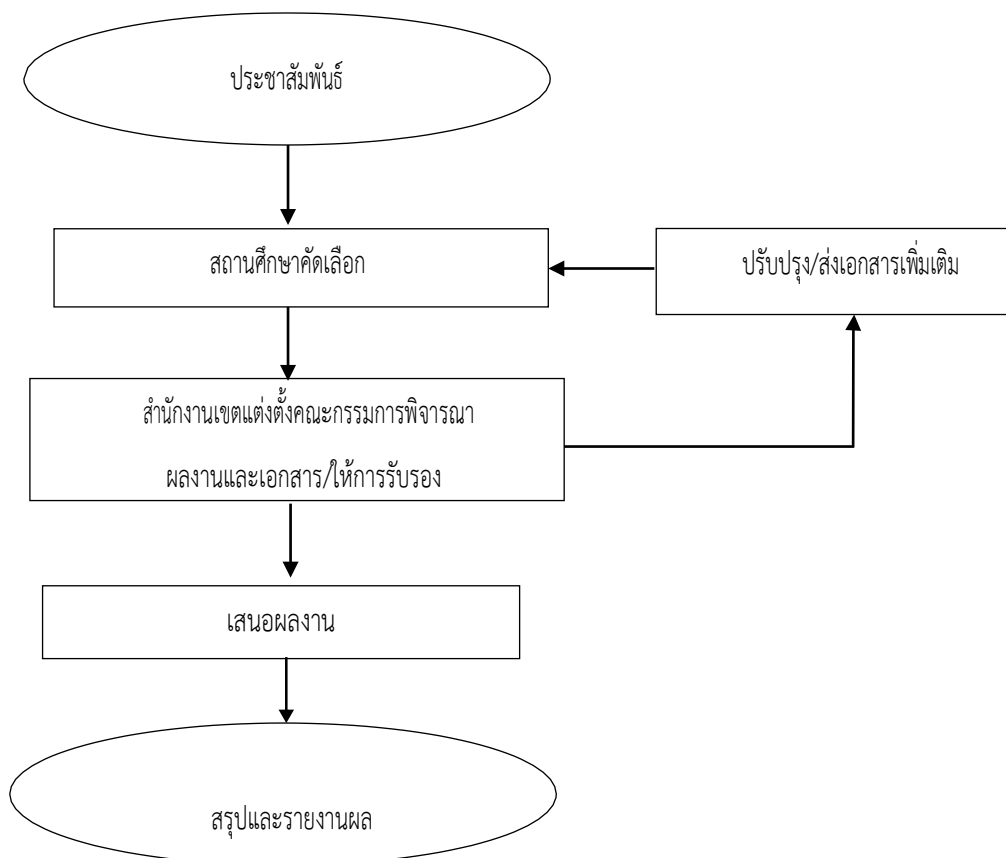 ประชาสัมพันธ์
สถานศึกษาคัดเลือก
ปรับปรุง/ส่งเอกสารเพิ่มเติม
สำนักงานเขตแต่งตั้งคณะกรรมการพิจารณา
ผลงานและเอกสาร/ให้การรับรอง
เสนอผลงาน
สรุปและรายงานผล